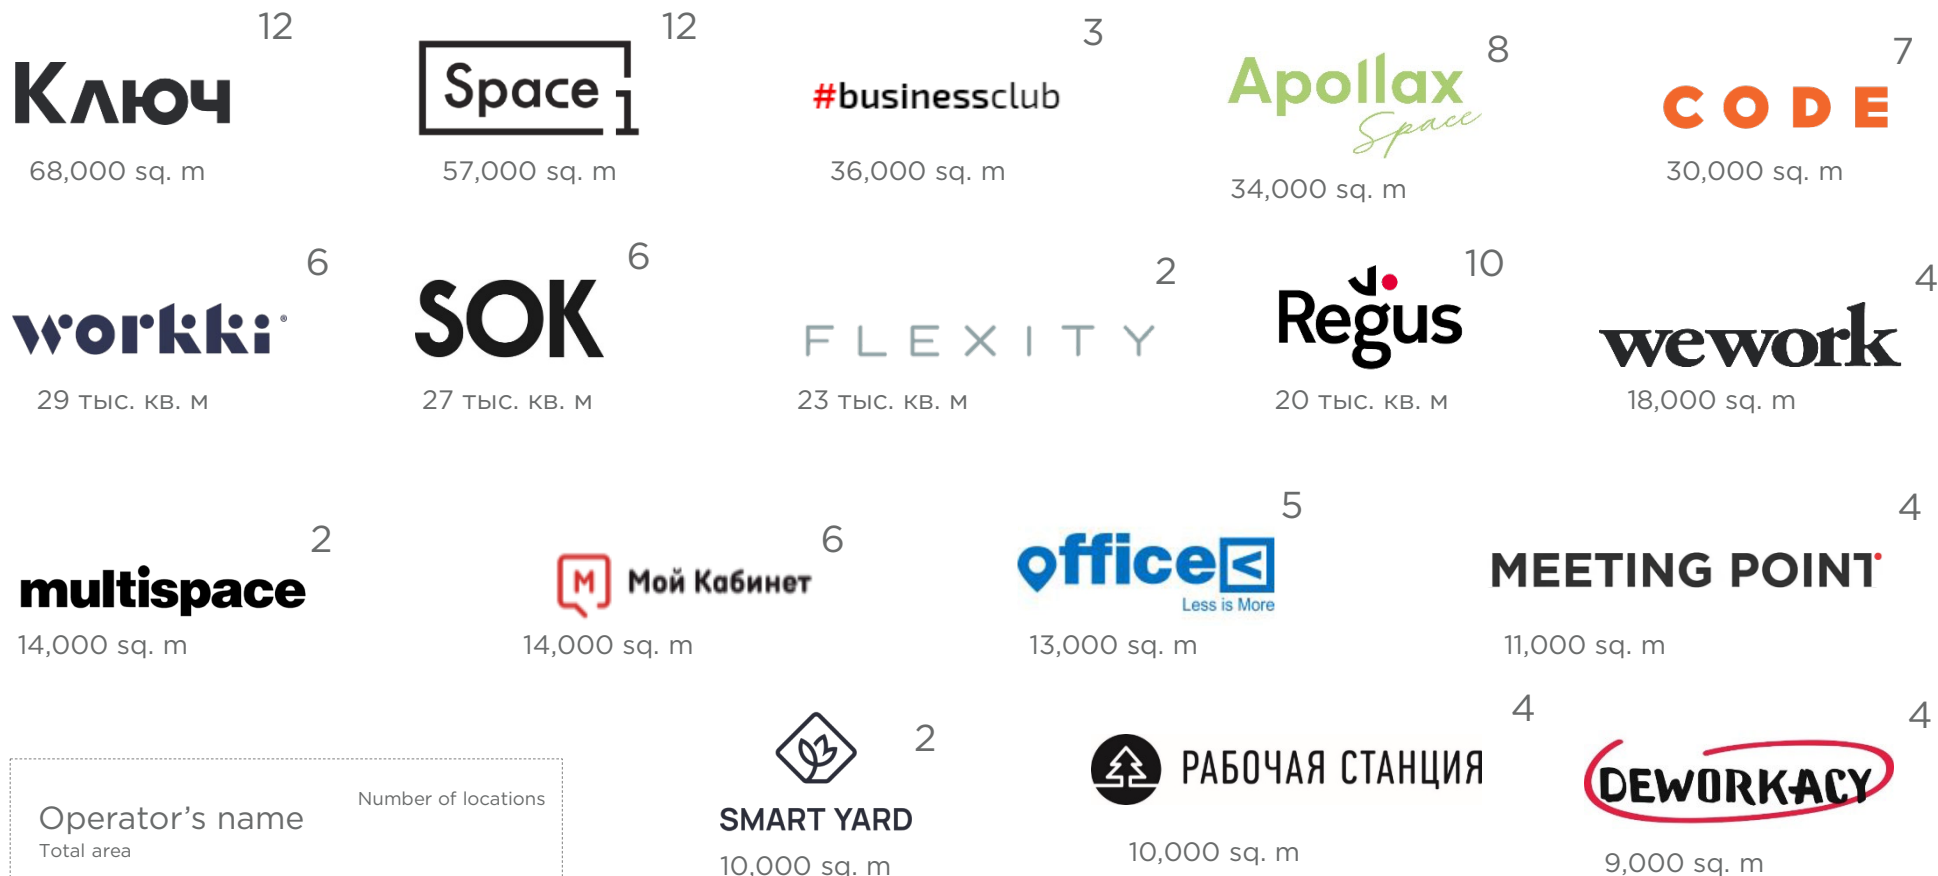 12
Ключ
68,000 sq. m
12
Space
1
57,000 sq. m
3
#businessclub
36,000 sq. m
8
Apollax
Space
34,000 sq. m
7
CODE
30,000 sq. m
6
workki®
29 тыс. кв. м
6
SOK
27 тыс. кв. м
2
FLEXITY
23 тыс. кв. м
10
Regus
20 тыс. кв. м
4
wework
18,000 sq. m
2
multispace
14,000 sq. m
6
М Мой Кабинет
14,000 sq. m
5
office
Less is More
13,000 sq. m
4
MEETING POINT
11,000 sq. m
Number of locations
Operator's name
Total area
2
SMART YARD
10,000 sq. m
4
РАБОЧАЯ СТАНЦИЯ
10,000 sq. m
4
DEWORKACY
9,000 sq. m